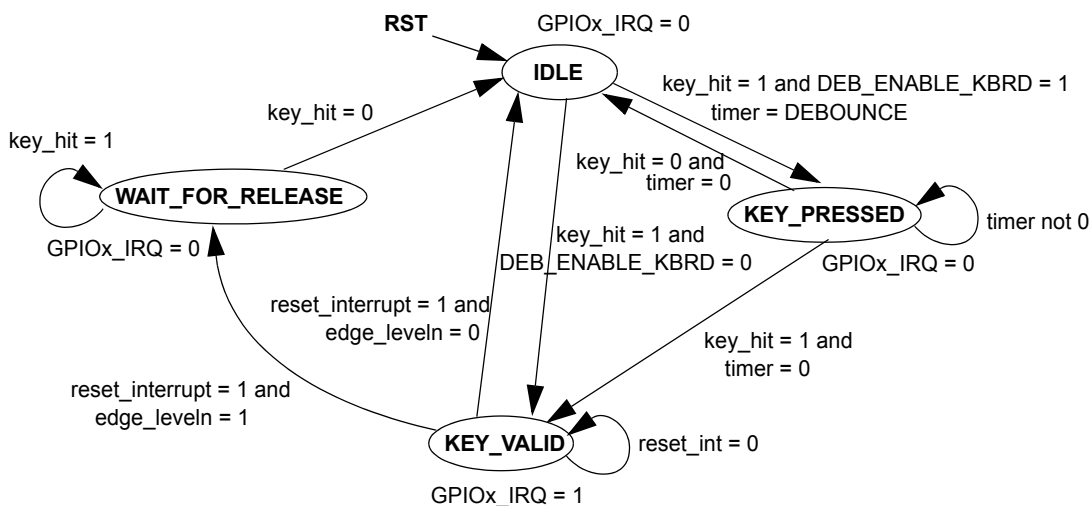 RST
GPIOx_IRQ = 0
IDLE
key_hit = 1 and DEB_ENABLE_KBRD = 1
timer = DEBOUNCE
key_hit = 0
key_hit = 1
key_hit = 0 and
timer = 0
WAIT_FOR_RELEASE
KEY_PRESSED
timer not 0
GPIOx_IRQ = 0
key_hit = 1 and
DEB_ENABLE_KBRD = 0
GPIOx_IRQ = 0
reset_interrupt = 1 and
edge_leveln = 0
key_hit = 1 and
timer = 0
reset_interrupt = 1 and
edge_leveln = 1
KEY_VALID
reset_int = 0
GPIOx_IRQ = 1